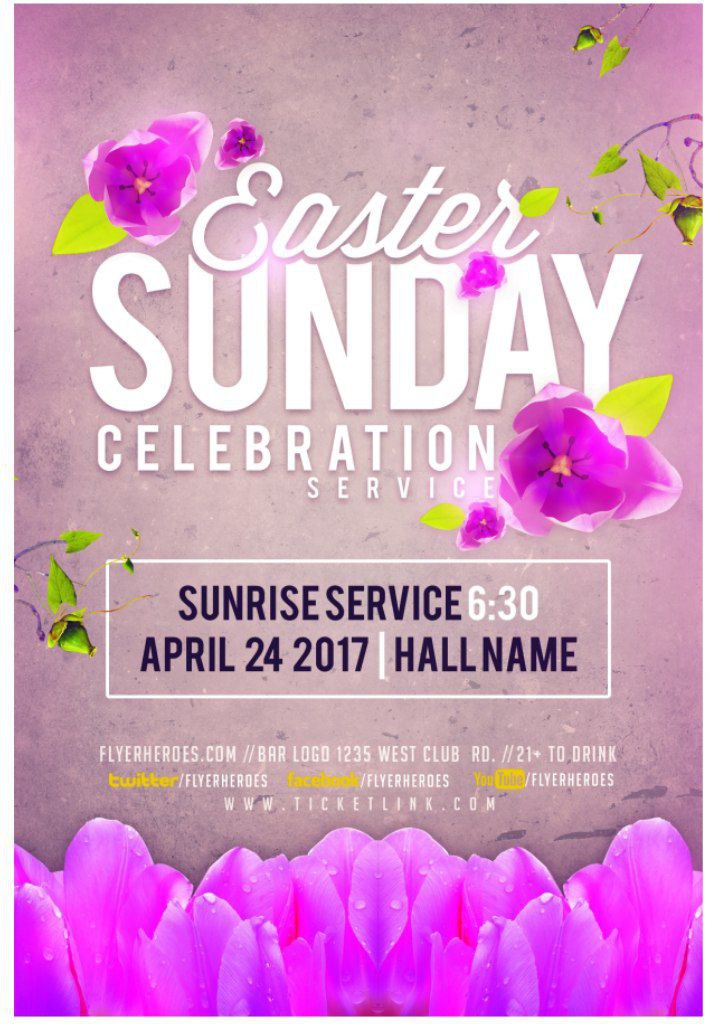 Easter
SUNDAY
CELEBRATION
SERVICE
SUNRISE SERVICE 6:30
APRIL 24 2017 | HALL NAME
FLYERHEROES.COM // BAR LOGO 1235 WEST CLUB RD. // 21+ TO DRINK
twitter/FLYERHEROES facebook/FLYERHEROES YouTube/FLYERHEROES
WWW.TICKETLINK.COM